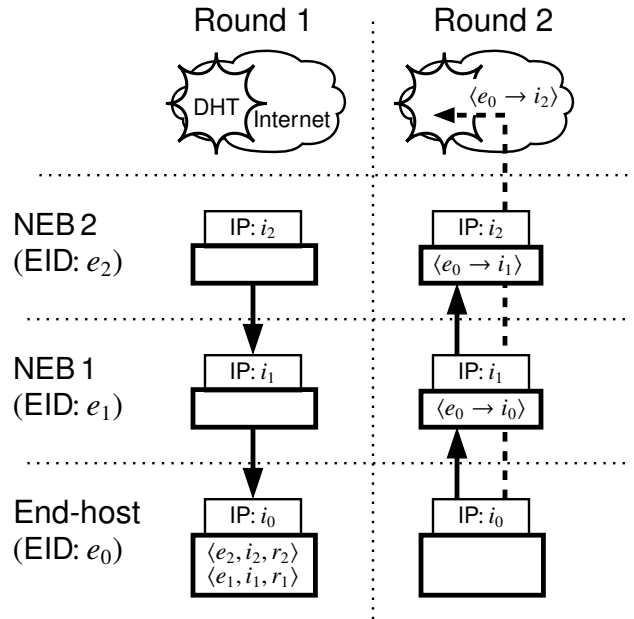 Round 1
Round 2
DHT
Internet
⟨e₀ → i₂⟩
NEB 2
(EID: e₂)
IP: i₂
IP: i₂
⟨e₀ → i₁⟩
NEB 1
(EID: e₁)
IP: i₁
IP: i₁
⟨e₀ → i₀⟩
End-host
(EID: e₀)
IP: i₀
⟨e₂, i₂, r₂⟩
⟨e₁, i₁, r₁⟩
IP: i₀